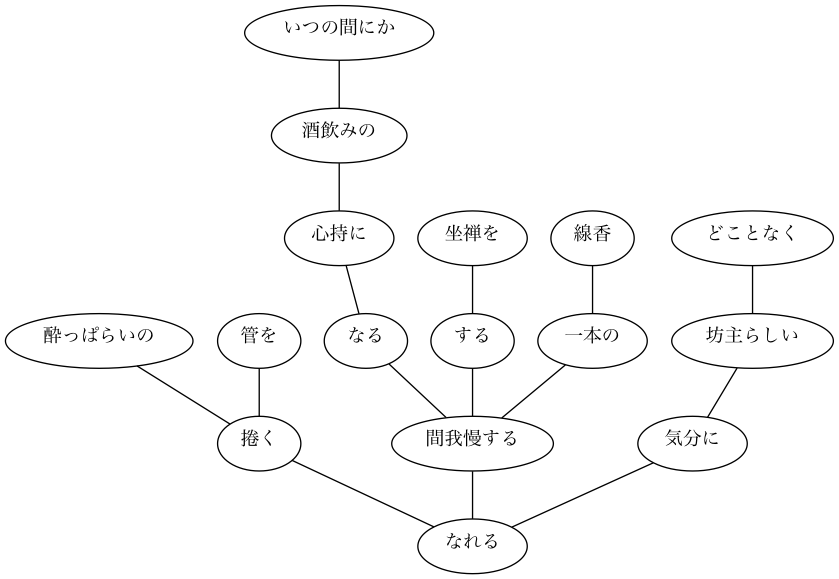 いつの間にか
酒飲みの
心持に
坐禅を
線香
どことなく
酔っぱらいの
管を
なる
する
一本の
坊主らしい
捲く
間我慢する
気分に
なれる